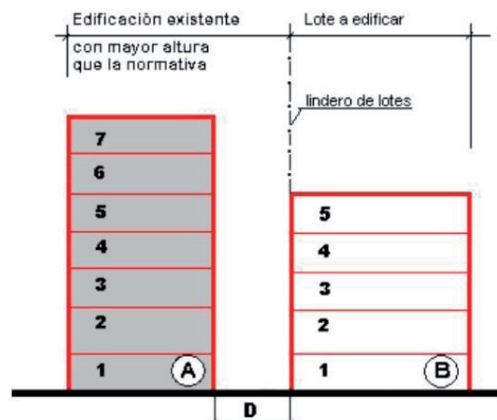 Edificación existente
con mayor altura
que la normativa
Lote a edificar
lindero de lotes
7
6
5
4
3
2
1
A
5
4
3
2
1
B
D